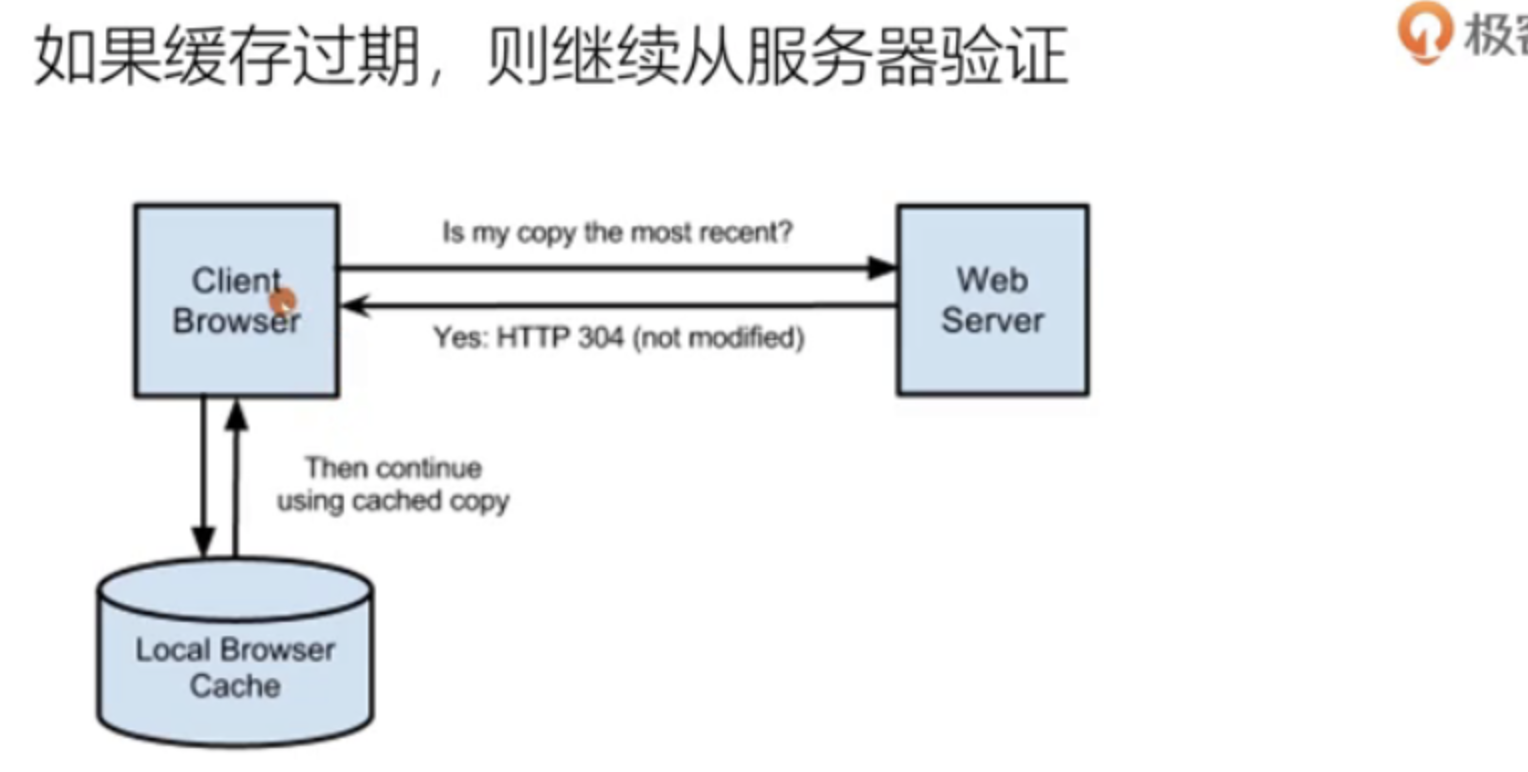 如果缓存过期，则继续从服务器验证
极客
Is my copy the most recent?
Client
Browser
Web
Server
Yes: HTTP 304 (not modified)
Then continue
using cached copy
Local Browser
Cache